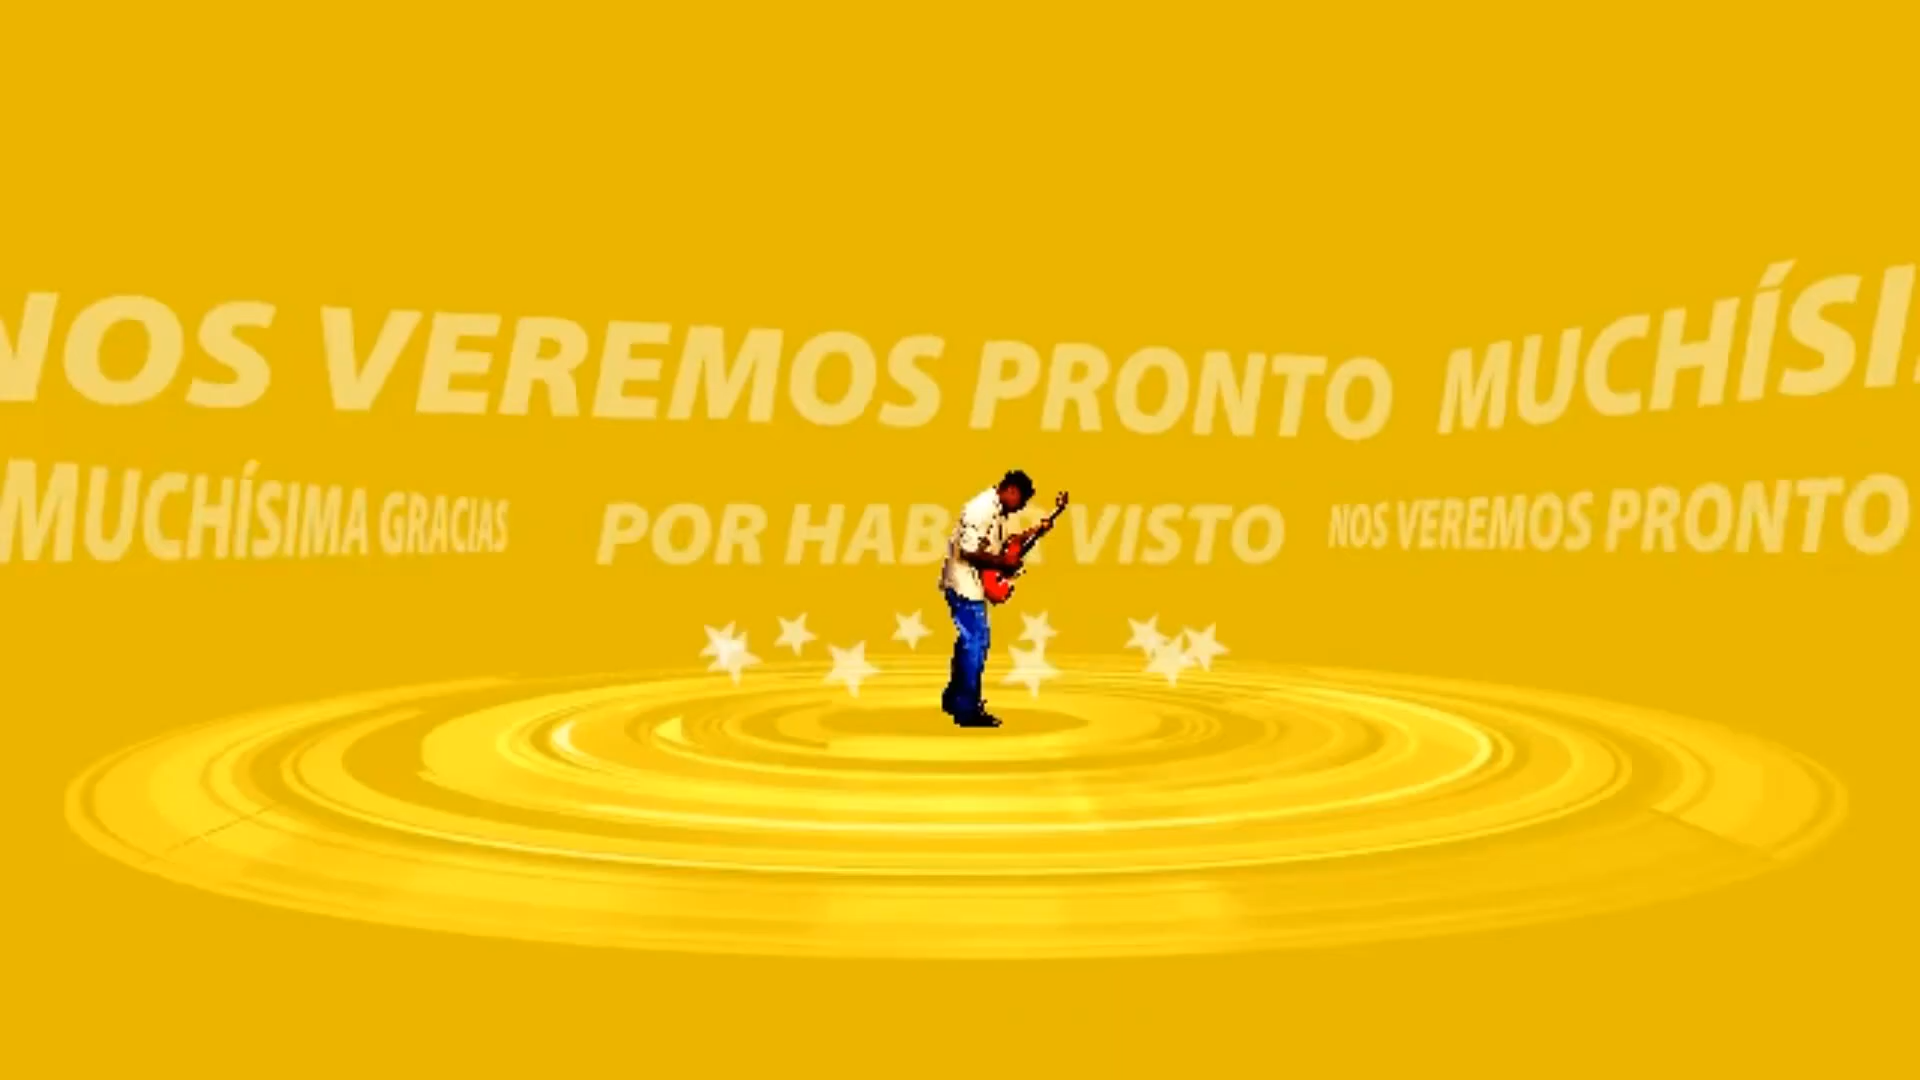 NOS VEREMOS PRONTO MUCHÍSI
MUCHÍSIMA GRACIAS POR HAB VISTO NOS VEREMOS PRONTO